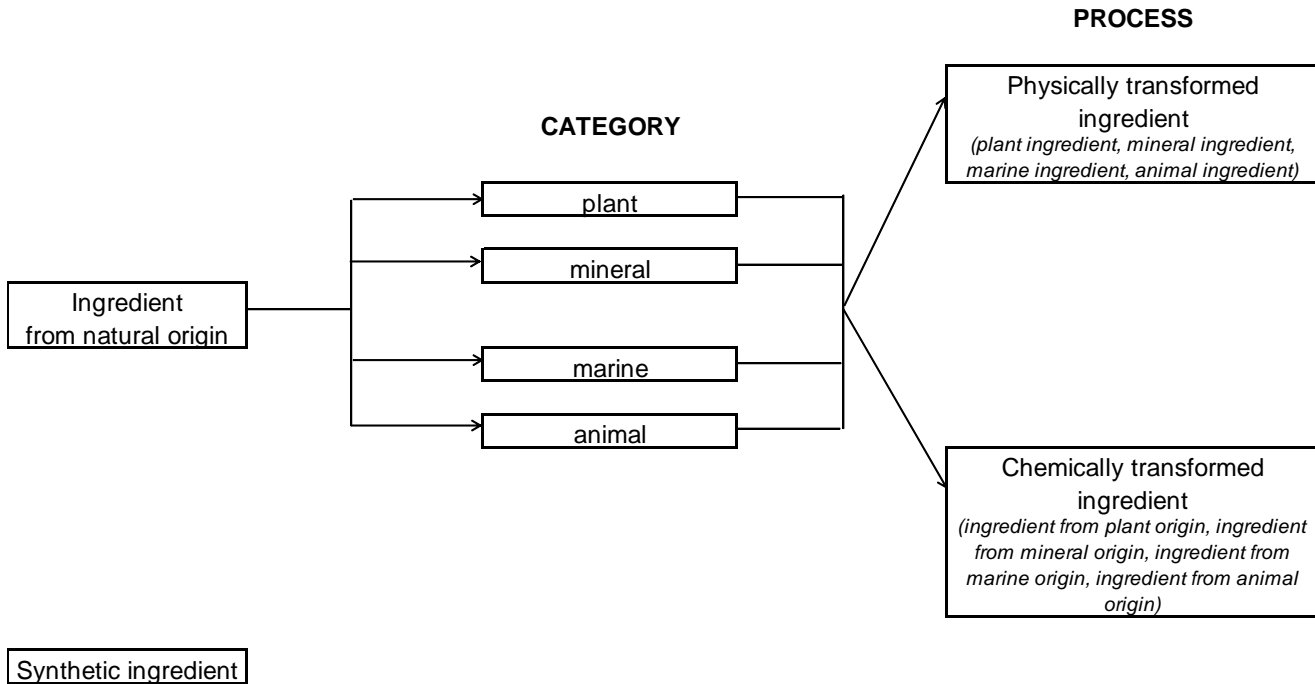 PROCESS
Physically transformed
ingredient
(plant ingredient, mineral ingredient,
marine ingredient, animal ingredient)
CATEGORY
plant
mineral
Ingredient
from natural origin
marine
animal
Chemically transformed
ingredient
(ingredient from plant origin, ingredient
from mineral origin, ingredient from
marine origin, ingredient from animal
origin)
Synthetic ingredient